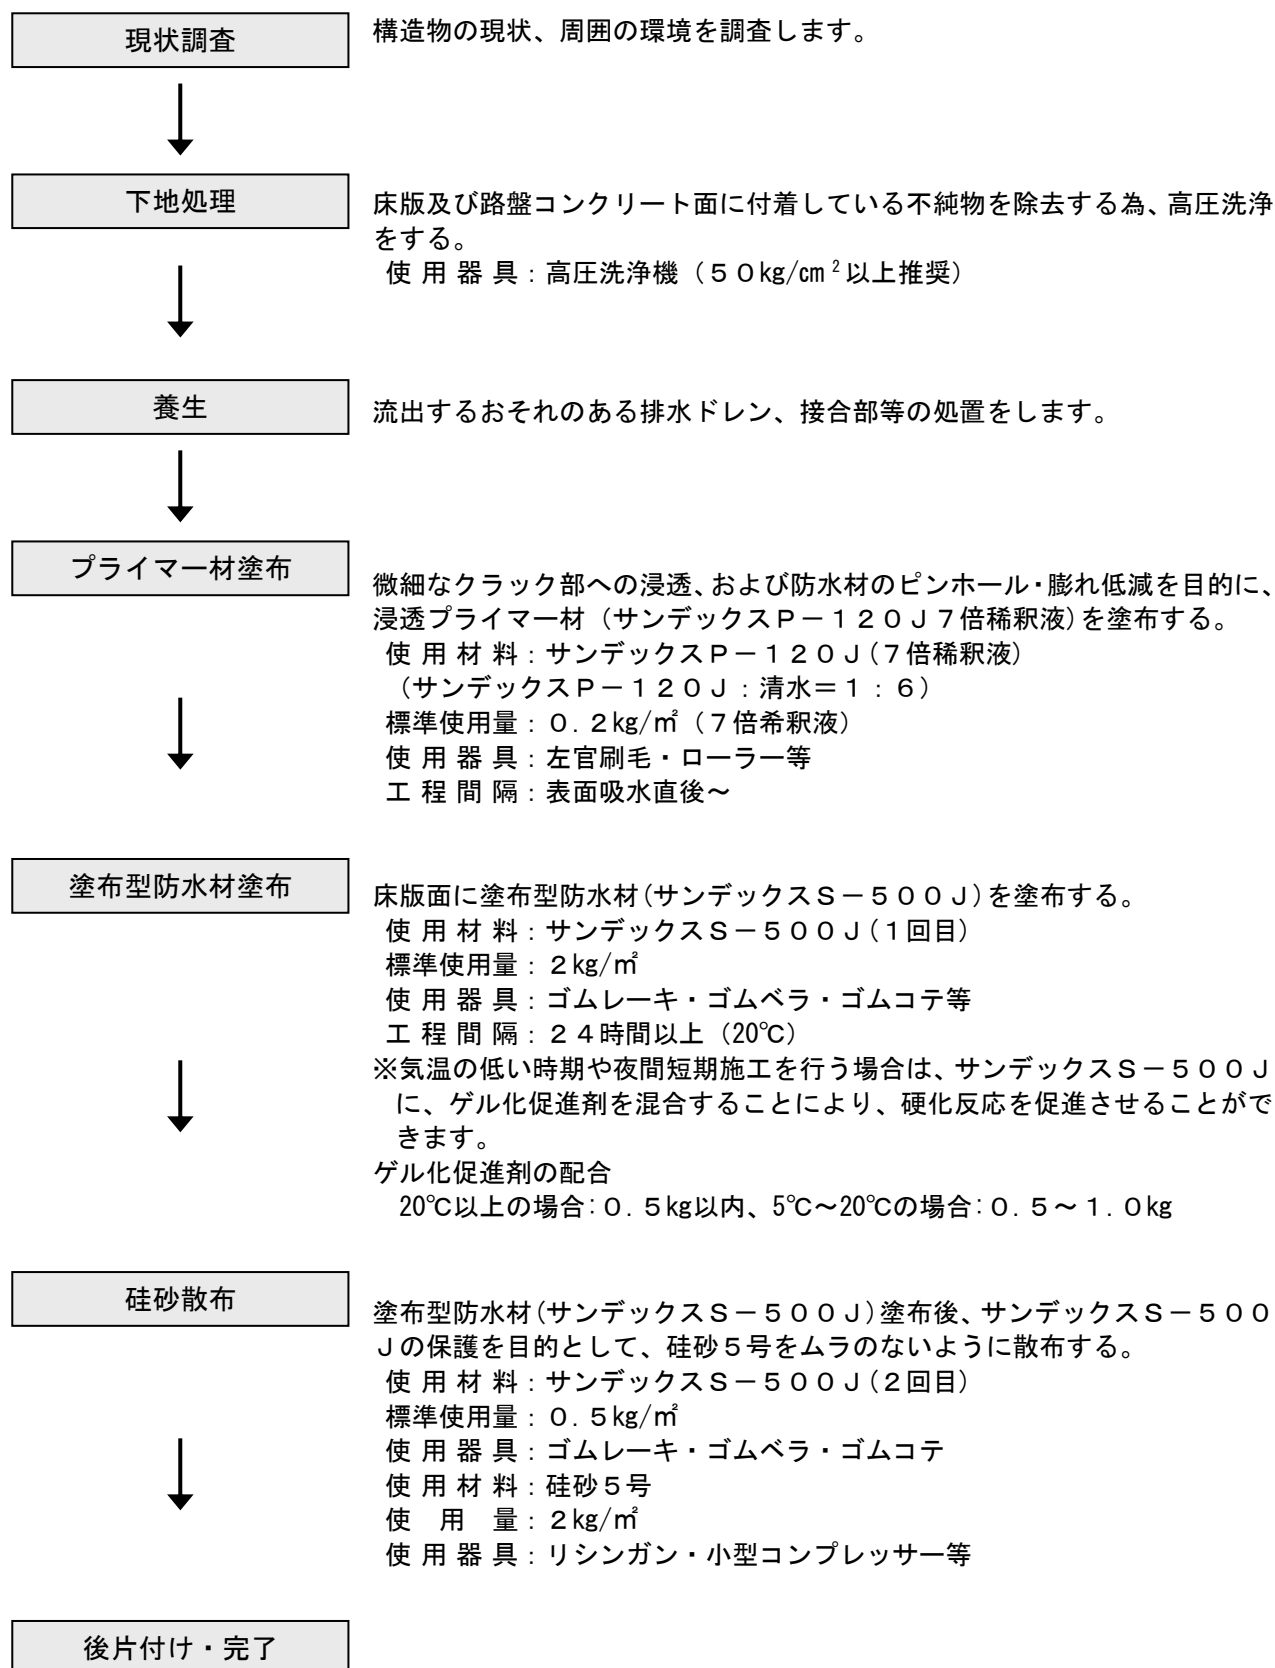 現状調査
構造物の現状、周囲の環境を調査します。
下地処理
床版及び路盤コンクリート面に付着している不純物を除去する為、高圧洗浄
をする。
使用器具：高圧洗浄機（５０kg/cm²以上推奨）
養生
流出するおそれのある排水ドレン、接合部等の処置をします。
プライマー材塗布
微細なクラック部への浸透、および防水材のピンホール・膨れ低減を目的に、
浸透プライマー材（サンデックスＰ－１２０Ｊ７倍稀釈液）を塗布する。
使用材料：サンデックスＰ－１２０Ｊ（７倍稀釈液）
（サンデックスＰ－１２０Ｊ：清水＝１：６）
標準使用量：０.２kg/㎡（７倍希釈液）
使用器具：左官刷毛・ローラー等
工程間隔：表面吸水直後～
塗布型防水材塗布
床版面に塗布型防水材（サンデックスＳ－５００Ｊ）を塗布する。
使用材料：サンデックスＳ－５００Ｊ（１回目）
標準使用量：２kg/㎡
使用器具：ゴムレーキ・ゴムベラ・ゴムコテ等
工程間隔：２４時間以上（20℃）
※気温の低い時期や夜間短期施工を行う場合は、サンデックスＳ－５００Ｊ
に、ゲル化促進剤を混合することにより、硬化反応を促進させることがで
きます。
ゲル化促進剤の配合
20℃以上の場合：０.５kg以内、5℃～20℃の場合：０.５～１.０kg
硅砂散布
塗布型防水材（サンデックスＳ－５００Ｊ）塗布後、サンデックスＳ－５００
Ｊの保護を目的として、硅砂５号をムラのないように散布する。
使用材料：サンデックスＳ－５００Ｊ（２回目）
標準使用量：０.５kg/㎡
使用器具：ゴムレーキ・ゴムベラ・ゴムコテ
使用材料：硅砂５号
使　用　量：２kg/㎡
使用器具：リシンガン・小型コンプレッサー等
後片付け・完了